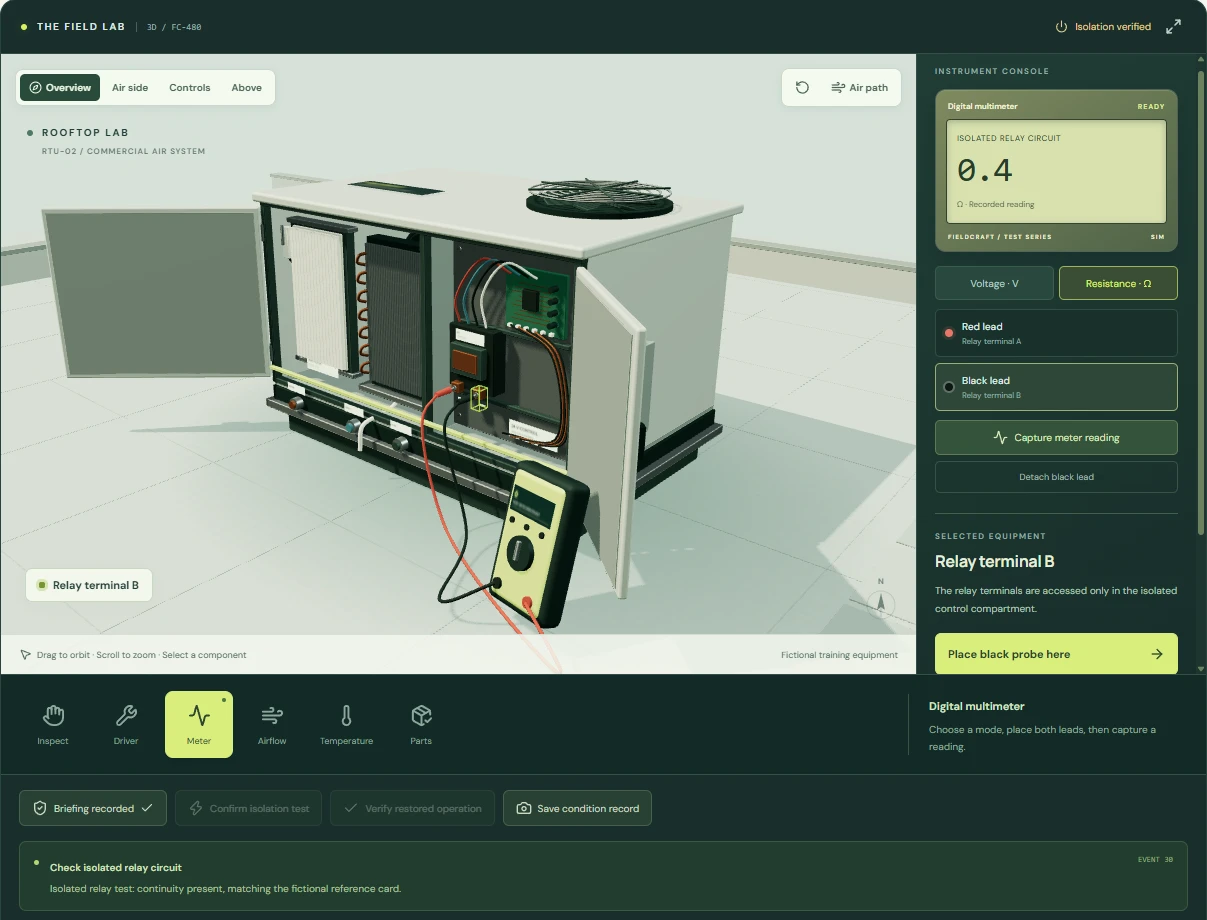 THE FIELD LAB
3D / FC-480
Isolation verified
Overview
Air side
Controls
Above
Air path
ROOFTOP LAB
RTU-02 / COMMERCIAL AIR SYSTEM
Relay terminal B
N
Drag to orbit · Scroll to zoom · Select a component
Fictional training equipment
INSTRUMENT CONSOLE
Digital multimeter
READY
ISOLATED RELAY CIRCUIT
0.4
Ω · Recorded reading
FIELDCRAFT / TEST SERIES
SIM
Voltage · V
Resistance · Ω
Red lead
Relay terminal A
Black lead
Relay terminal B
Capture meter reading
Detach black lead
SELECTED EQUIPMENT
Relay terminal B
The relay terminals are accessed only in the isolated
control compartment.
Place black probe here
Inspect
Driver
Meter
Airflow
Temperature
Parts
Digital multimeter
Choose a mode, place both leads, then capture a
reading.
Briefing recorded
Confirm isolation test
Verify restored operation
Save condition record
Check isolated relay circuit
EVENT 30
Isolated relay test: continuity present, matching the fictional reference card.